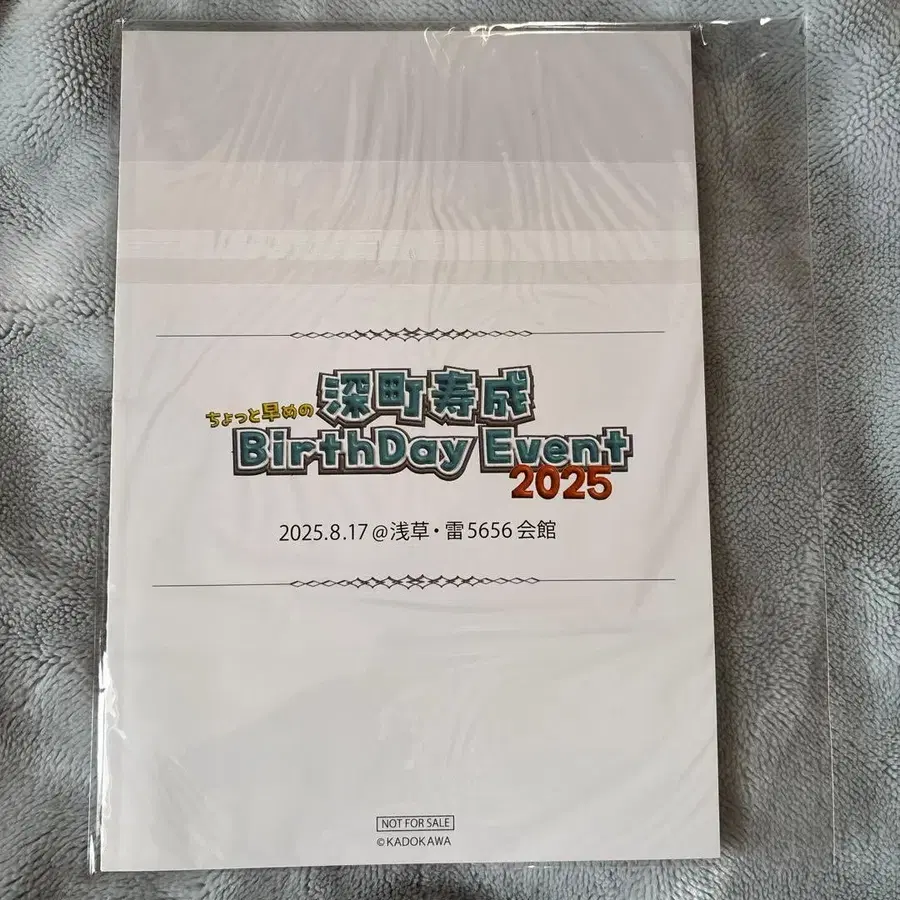 深町寿成
ちょっと早めの
BirthDay Event
2025
2025.8.17@浅草・雷5656会館
NOT FOR SALE
©KADOKAWA